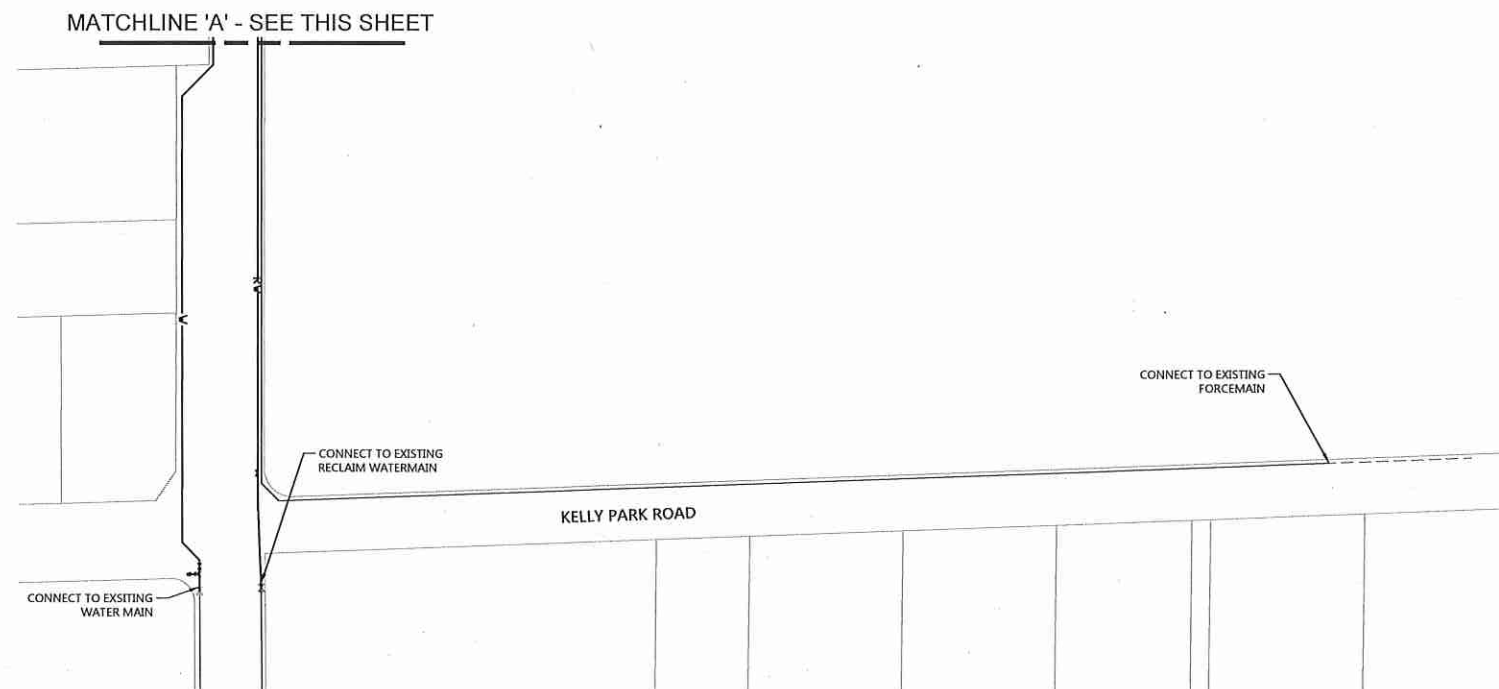 MATCHLINE 'A' - SEE THIS SHEET
RW
CONNECT TO EXISTING
FORCEMAIN
CONNECT TO EXISTING
RECLAIM WATERMAIN
KELLY PARK ROAD
CONNECT TO EXSITING
WATER MAIN